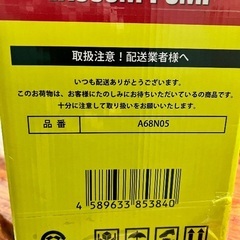 取扱注意！配送業者様へ
いつも配送ありがとうございます。
このお荷物は、お客様にたのしみにお待ちいただいている商品です。
十分に注意して取り扱いをお願いします。
品番 A68N05
4 589633 853840